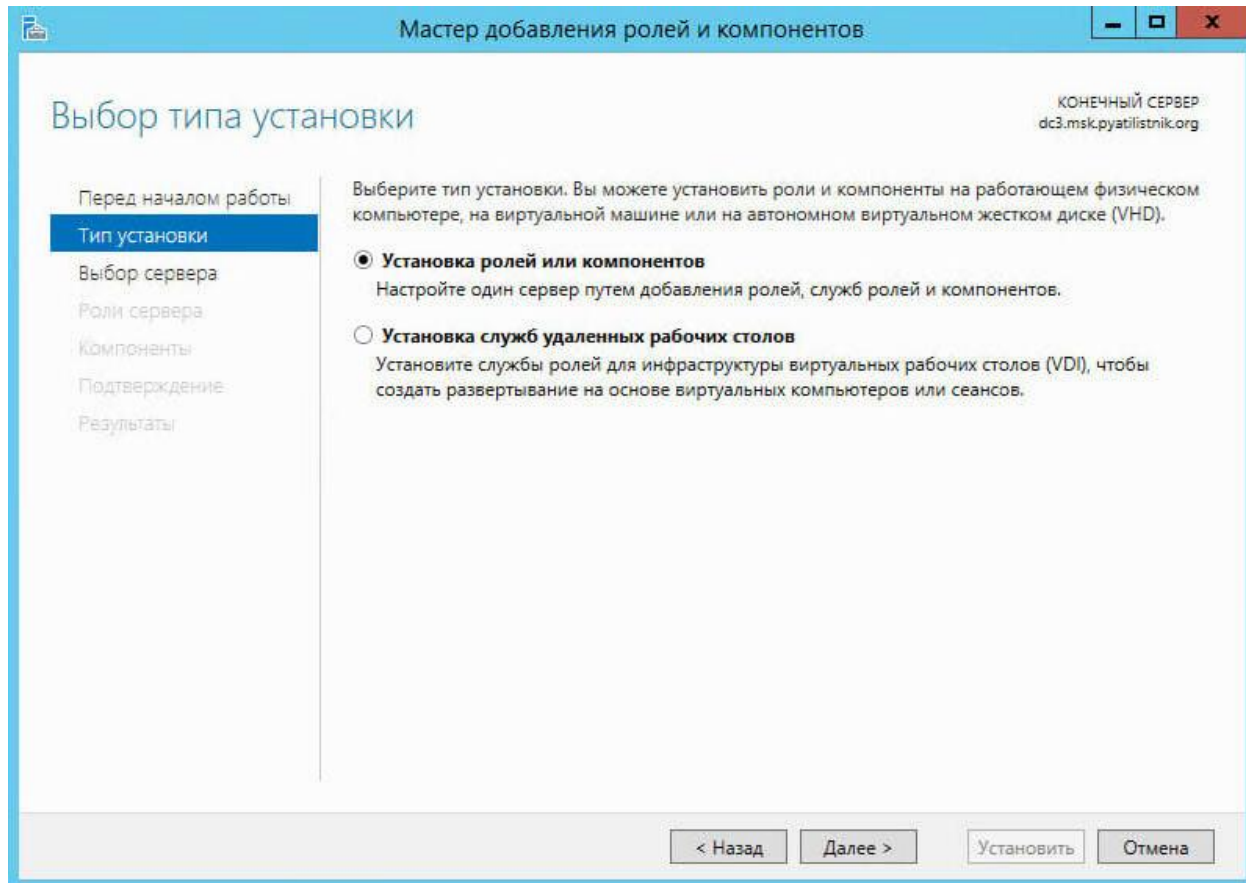 Мастер добавления ролей и компонентов
Выбор типа установки
КОНЕЧНЫЙ СЕРВЕР
dc3.msk.pyatilistnik.org
Перед началом работы
Тип установки
Выбор сервера
Роли сервера
Компоненты
Подтверждение
Результаты
Выберите тип установки. Вы можете установить роли и компоненты на работающем физическом
компьютере, на виртуальной машине или на автономном виртуальном жестком диске (VHD).
Установка ролей или компонентов
Настройте один сервер путем добавления ролей, служб ролей и компонентов.
Установка служб удаленных рабочих столов
Установите службы ролей для инфраструктуры виртуальных рабочих столов (VDI), чтобы
создать развертывание на основе виртуальных компьютеров или сеансов.
< Назад
Далее >
Установить
Отмена